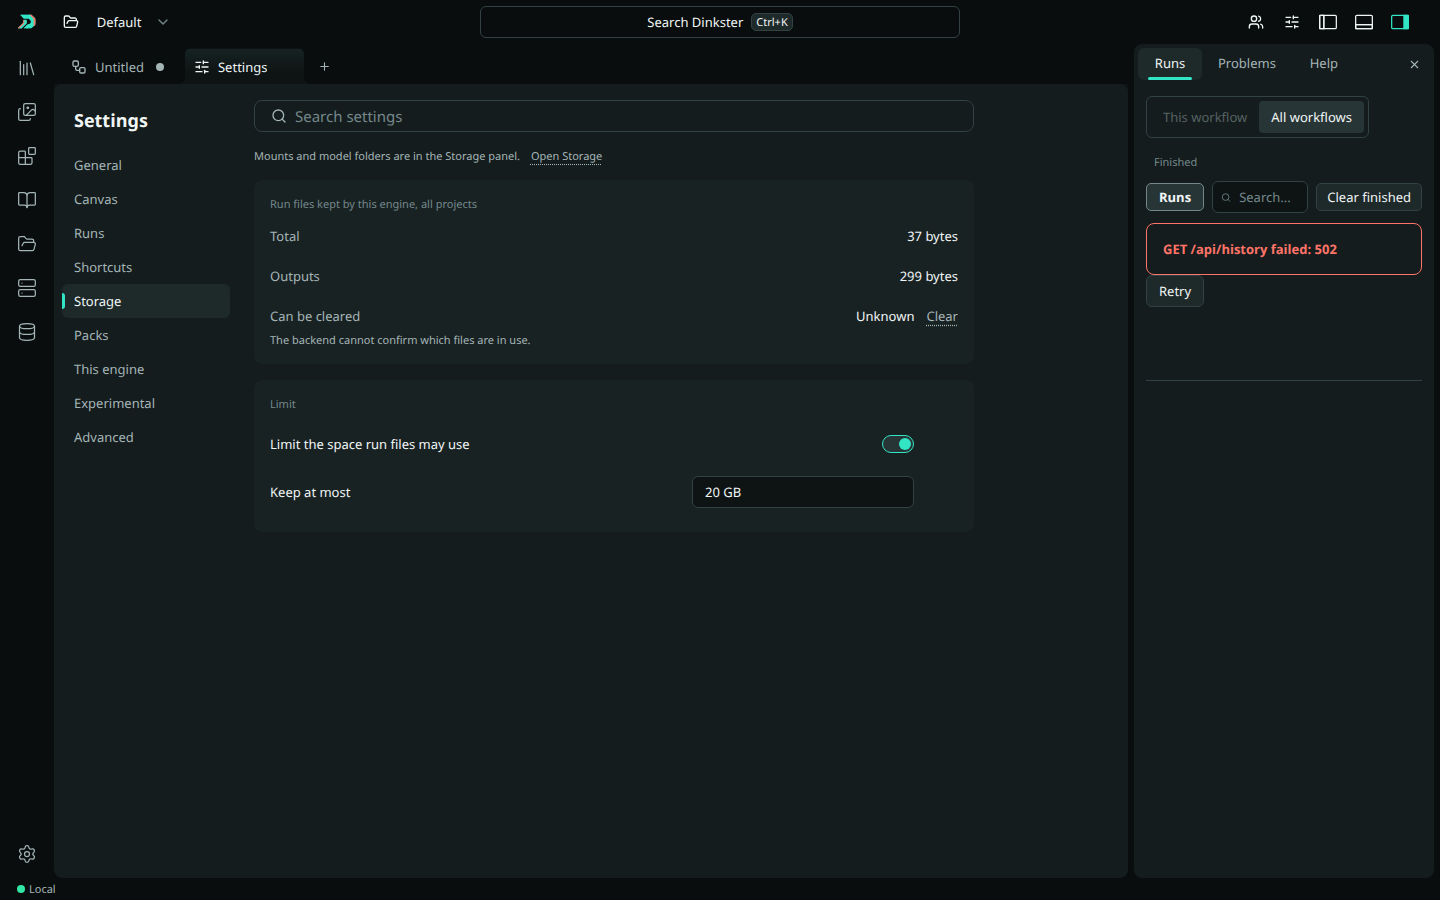 Default
Search Dinkster Ctrl+K
Untitled
Settings
Settings
General
Canvas
Runs
Shortcuts
Storage
Packs
This engine
Experimental
Advanced
Search settings
Mounts and model folders are in the Storage panel. Open Storage
Run files kept by this engine, all projects
Total 37 bytes
Outputs 299 bytes
Can be cleared Unknown Clear
The backend cannot confirm which files are in use.
Limit
Limit the space run files may use
Keep at most 20 GB
Runs Problems Help
This workflow All workflows
Finished
Runs Search... Clear finished
GET /api/history failed: 502
Retry
Local